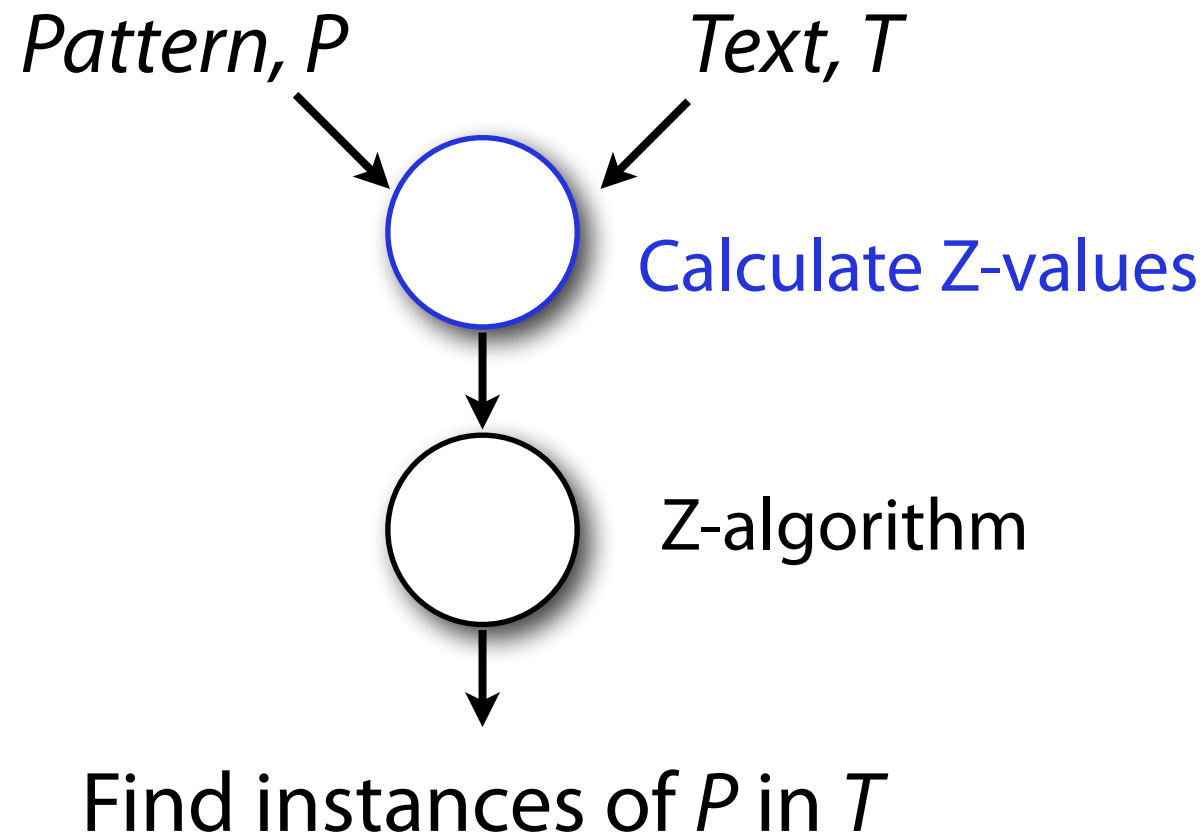 Pattern, P
Text, T
Calculate Z-values
Z-algorithm
Find instances of P in T